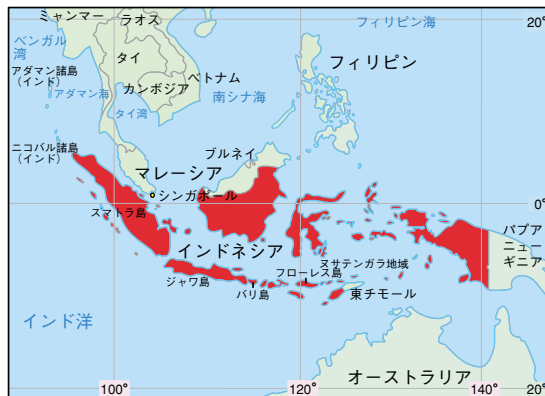 ミャンマー
ラオス
フィリピン海
20°
ベンガル
湾
タイ
フィリピン
アダマン諸島
(インド)
アダマン海
カンボジア
ベトナム
南シナ海
タイ湾
ニコバル諸島
(インド)
ブルネイ
マレーシア
シンガポール
0°
スマトラ島
パプア
ニュー
ギニア
インドネシア
ヌサテンガラ地域
フローレス島
ジャワ島
バリ島
東チモール
インド洋
オーストラリア
100°
120°
140°
20°